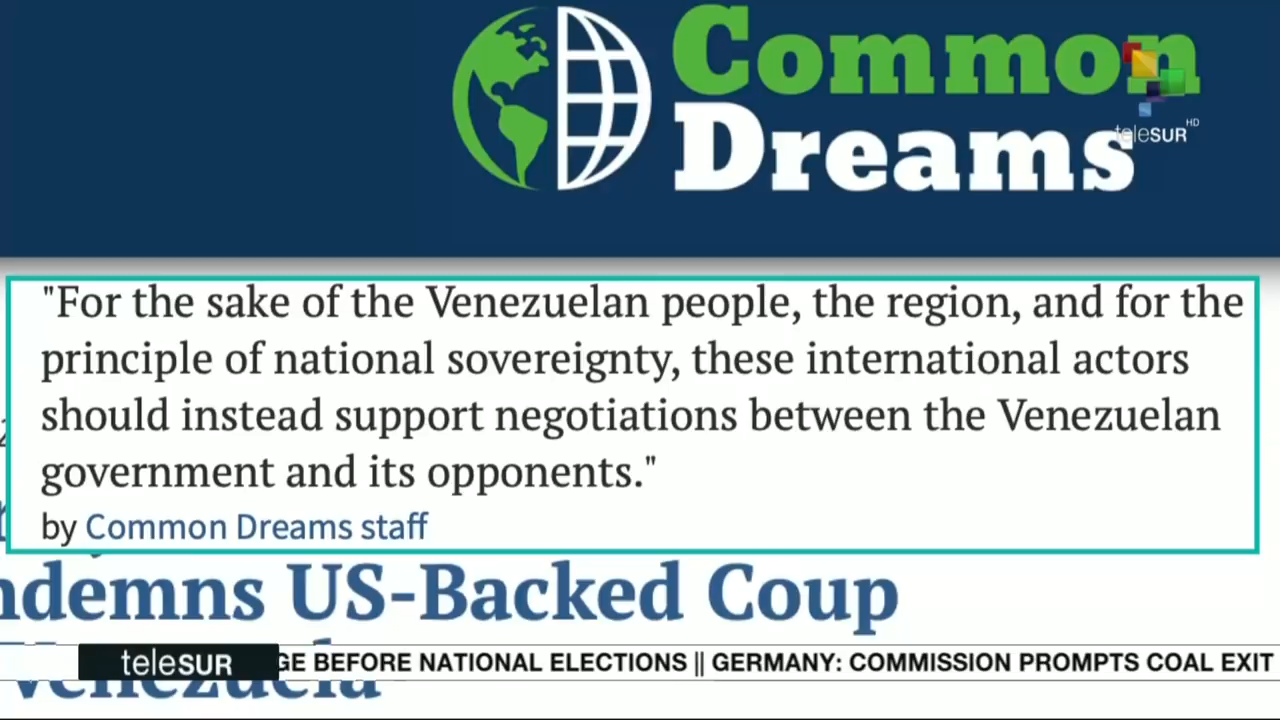 Common
Dreams
teleSUR HD
"For the sake of the Venezuelan people, the region, and for the
principle of national sovereignty, these international actors
should instead support negotiations between the Venezuelan
government and its opponents."
by Common Dreams staff
ndemns US-Backed Coup
Venezuela
teleSUR
GE BEFORE NATIONAL ELECTIONS || GERMANY: COMMISSION PROMPTS COAL EXIT